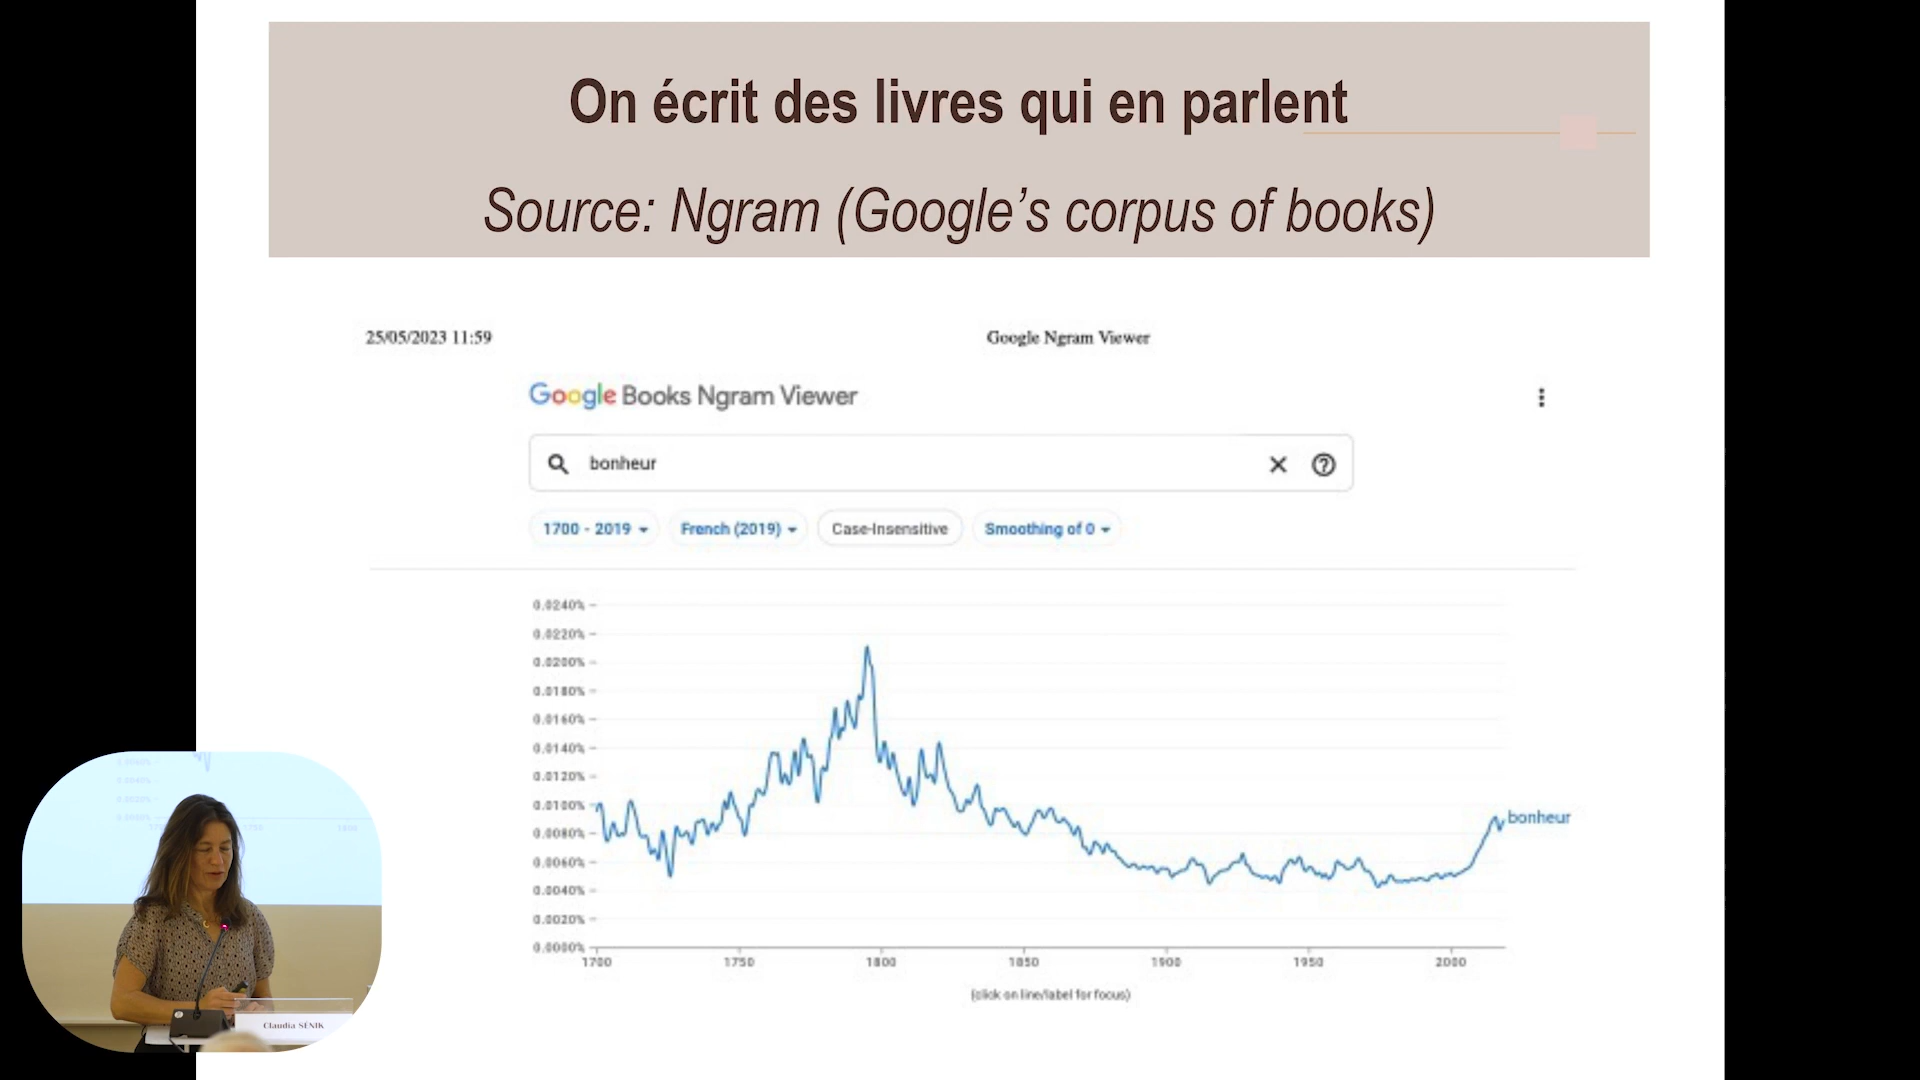 On écrit des livres qui en parlent
Source: Ngram (Google’s corpus of books)
25/05/2023 11:59
Google Ngram Viewer
Google Books Ngram Viewer
bonheur
1700 - 2019
French (2019)
Case-Insensitive
Smoothing of 0
0.0240%
0.0220%
0.0200%
0.0180%
0.0160%
0.0140%
0.0120%
0.0100%
0.0080%
0.0060%
0.0040%
0.0020%
0.0000%
bonheur
1700
1750
1800
1850
1900
1950
2000
(click on line/label for focus)
Claudia SÉNIK